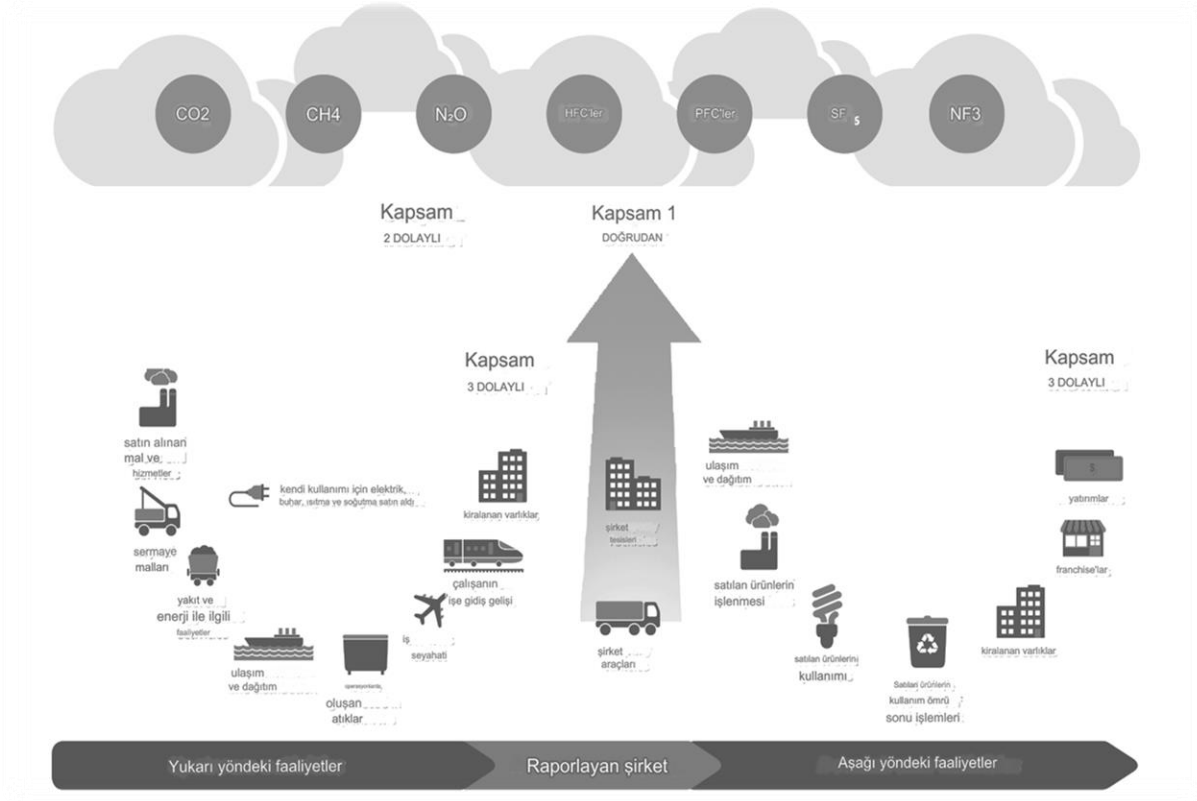 CO2
CH4
N₂O
HFC'ler
PFC'ler
SF 5
NF3
Kapsam
2 DOLAYLI
Kapsam 1
DOĞRUDAN
Kapsam
3 DOLAYLI
Kapsam
3 DOLAYLI
satın alınan
mal ve
hizmetler
sermaye
malları
yakıt ve
enerji ile ilgili
faaliyetler
kendi kullanımı için elektrik,
buhar, ısıtma ve soğutma satın aldı
ulaşım
ve dağıtım
oluşan
atıklar
iş
seyahati
çalışanın
işe gidiş gelişi
kiralanan varlıklar
şirket
tesisleri
şirket
araçları
ulaşım
ve dağıtım
satılan ürünlerin
işlenmesi
satılan ürünlerin
kullanımı
Satılan ürünlerin
kullanım ömrü
sonu işlemleri
kiralanan varlıklar
franchise'lar
$
yatırımlar
Yukarı yöndeki faaliyetler
Raporlayan şirket
Aşağı yöndeki faaliyetler